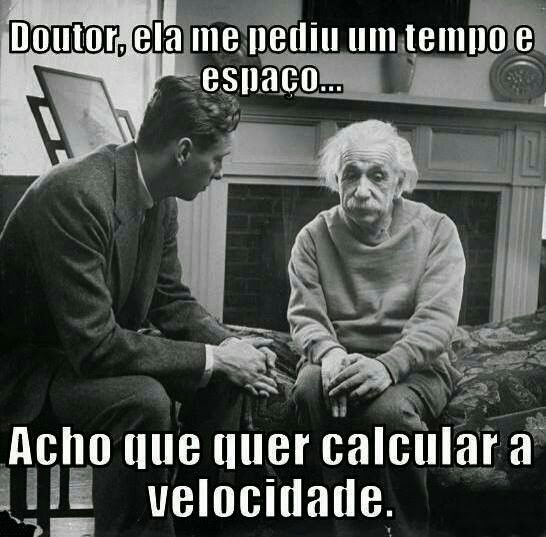 Doutor, ela me pediu um tempo e
espaço...
Acho que quer calcular a
velocidade.